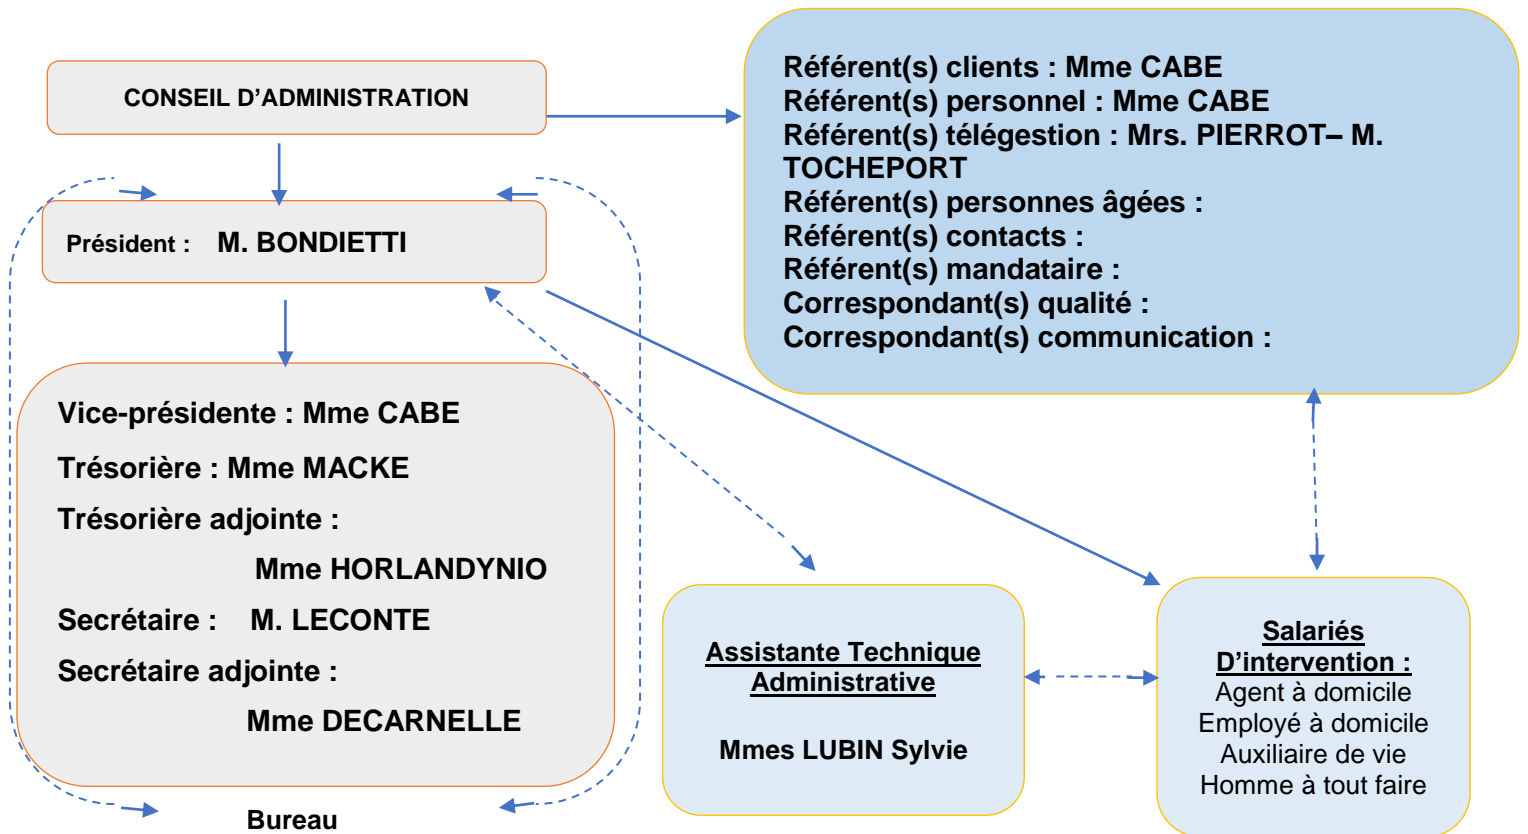 CONSEIL D’ADMINISTRATION
Président : M. BONDIETTI
Vice-présidente : Mme CABE
Trésorière : Mme MACKE
Trésorière adjointe :
Mme HORLANDYNIO
Secrétaire : M. LECONTE
Secrétaire adjointe :
Mme DECARNELLE
Bureau
Référent(s) clients : Mme CABE
Référent(s) personnel : Mme CABE
Référent(s) télégestion : Mrs. PIERROT– M.
TOCHEPORT
Référent(s) personnes âgées :
Référent(s) contacts :
Référent(s) mandataire :
Correspondant(s) qualité :
Correspondant(s) communication :
Assistante Technique
Administrative
Mmes LUBIN Sylvie
Salariés
D’intervention :
Agent à domicile
Employé à domicile
Auxiliaire de vie
Homme à tout faire